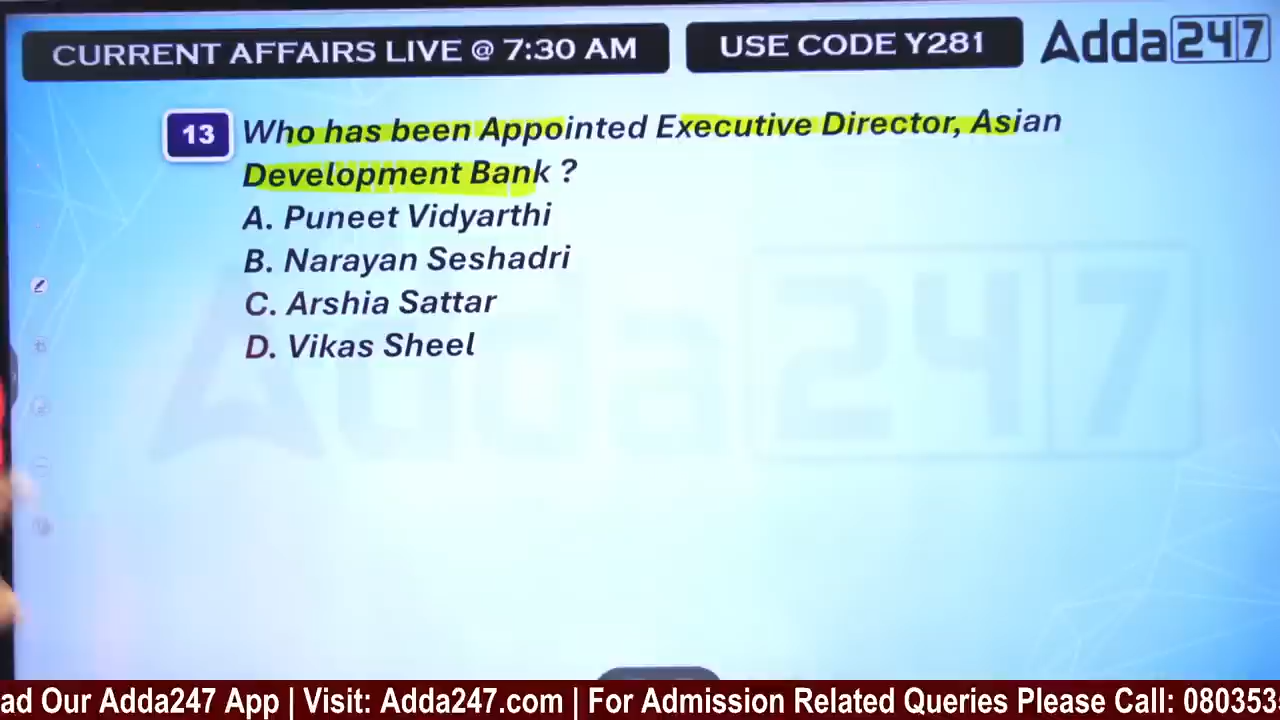 CURRENT AFFAIRS LIVE @ 7:30 AM
USE CODE Y281
Adda247
13 Who has been Appointed Executive Director, Asian
Development Bank ?
A. Puneet Vidyarthi
B. Narayan Seshadri
C. Arshia Sattar
D. Vikas Sheel
Adda247
ad Our Adda247 App | Visit: Adda247.com | For Admission Related Queries Please Call: 080353